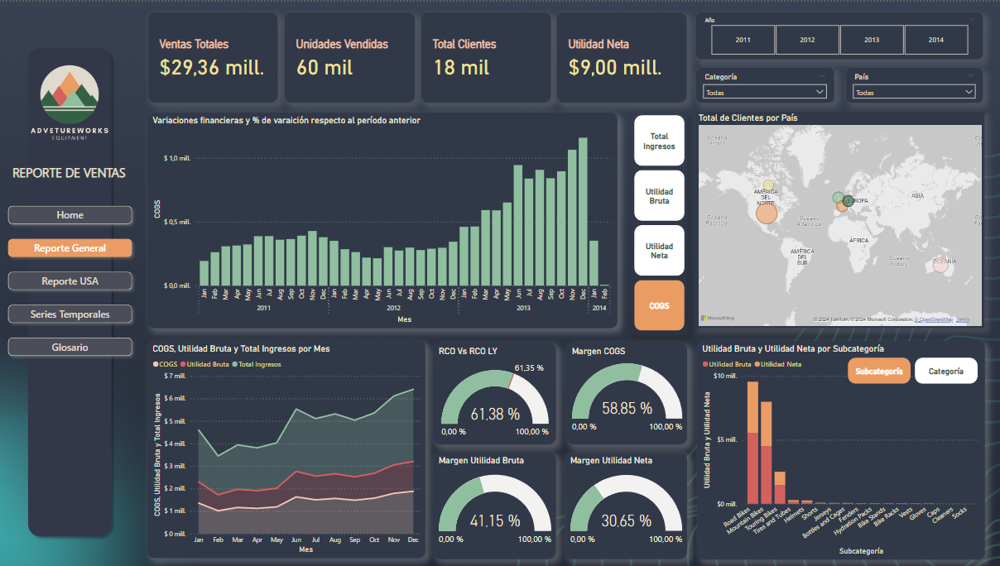 ADVETUREWORKS
EQUIPMENT
REPORTE DE VENTAS
Home
Reporte General
Reporte USA
Series Temporales
Glosario
Ventas Totales
$29,36 mill.
Unidades Vendidas
60 mil
Total Clientes
18 mil
Utilidad Neta
$9,00 mill.
Año
2011
2012
2013
2014
Categoría
Todas
País
Todas
Variaciones financieras y % de varaición respecto al período anterior
COGS
$ 1,0 mill.
$ 0,5 mill.
$ 0,0 mill.
Jan Feb Mar Apr May Jun Jul Aug Sep Oct Nov Dec Jan Feb Mar Apr May Jun Jul Aug Sep Oct Nov Dec Jan Feb Mar Apr May Jun Jul Aug Sep Oct Nov Dec Jan Feb
2011 2012 2013 2014
Mes
Total
Ingresos
Utilidad
Bruta
Utilidad
Neta
COGS
Total de Clientes por País
Océano
Ártico
AMÉRICA
DEL
NORTE
EUROPA
ASIA
Océano
Pacífico
Océano
Atlántico
ÁFRICA
AMÉRICA
DEL
SUR
Océano
Índico
OCEANÍA
Microsoft Bing
© 2024 TomTom, © 2024 Microsoft Corporation, © OpenStreetMap Terms
COGS, Utilidad Bruta y Total Ingresos por Mes
COGS Utilidad Bruta Total Ingresos
COGS, Utilidad Bruta y Total Ingresos
$ 7 mill.
$ 6 mill.
$ 5 mill.
$ 4 mill.
$ 3 mill.
$ 2 mill.
$ 1 mill.
$ 0 mill.
Jan Feb Mar Apr May Jun Jul Aug Sep Oct Nov Dec
Mes
RCO Vs RCO LY
61,35 %
61,38 %
0,00 %
100,00 %
Margen COGS
58,85 %
0,00 %
100,00 %
Margen Utilidad Bruta
41,15 %
0,00 %
100,00 %
Margen Utilidad Neta
30,65 %
0,00 %
100,00 %
Utilidad Bruta y Utilidad Neta por Subcategoría
Utilidad Bruta Utilidad Neta
Subcategoría
Categoría
Utilidad Bruta y Utilidad Neta
$10 mill.
$5 mill.
$0 mill.
Road Bikes
Mountain Bikes
Touring Bikes
Tires and Tubes
Helmets
Shorts
Jerseys
Bottles and Cages
Fenders
Hydration Packs
Bike Stands
Bike Racks
Vests
Gloves
Caps
Cleaners
Socks
Subcategoría